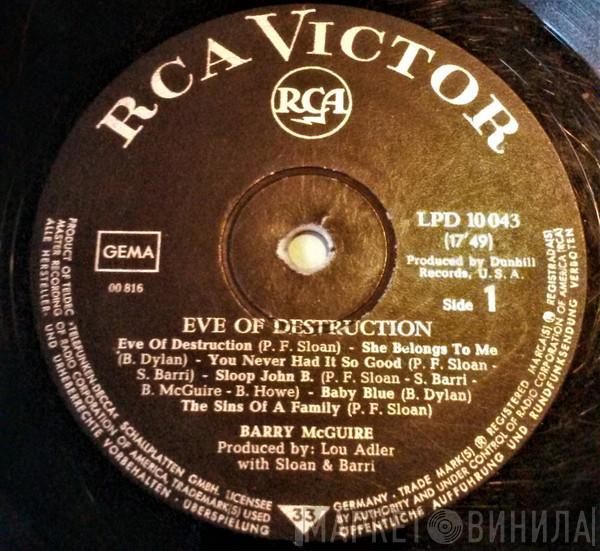 RCA VICTOR
RCA
LPD 10 043
(17'49)
Produced by Dunhill
Records, U.S.A.
Side 1
GEMA
00 816
EVE OF DESTRUCTION
Eve Of Destruction (P. F. Sloan) - She Belongs To Me
(B. Dylan) - You Never Had It So Good (P. F. Sloan -
S. Barri) - Sloop John B. (P. F. Sloan - S. Barri -
B. McGuire - B. Howe) - Baby Blue (B. Dylan)
The Sins Of A Family (P. F. Sloan)
BARRY McGUIRE
Produced by: Lou Adler
with Sloan & Barri
33
PRODUCT OF TELDEC »TELEFUNKEN-DECCA« SCHALLPLATTEN GMBH. LICENSEE
MASTER RECORDING OF RADIO CORPORATION OF AMERICA. TRADEMARK(S) USED
ALLE HERSTELLER- UND URHEBERRECHTE VORBEHALTEN - ÜBERSPIELUNG
GERMANY - TRADE MARK(S) ® REGISTERED MARCA(S) ® REGISTRADA(S)
BY AUTHORITY AND UNDER CONTROL OF RADIO CORPORATION OF AMERICA (RCA)
ÖFFENTLICHE AUFFÜHRUNG UND RUNDFUNKSENDUNG VERBOTEN
МАРКЕТ ВИНИЛА